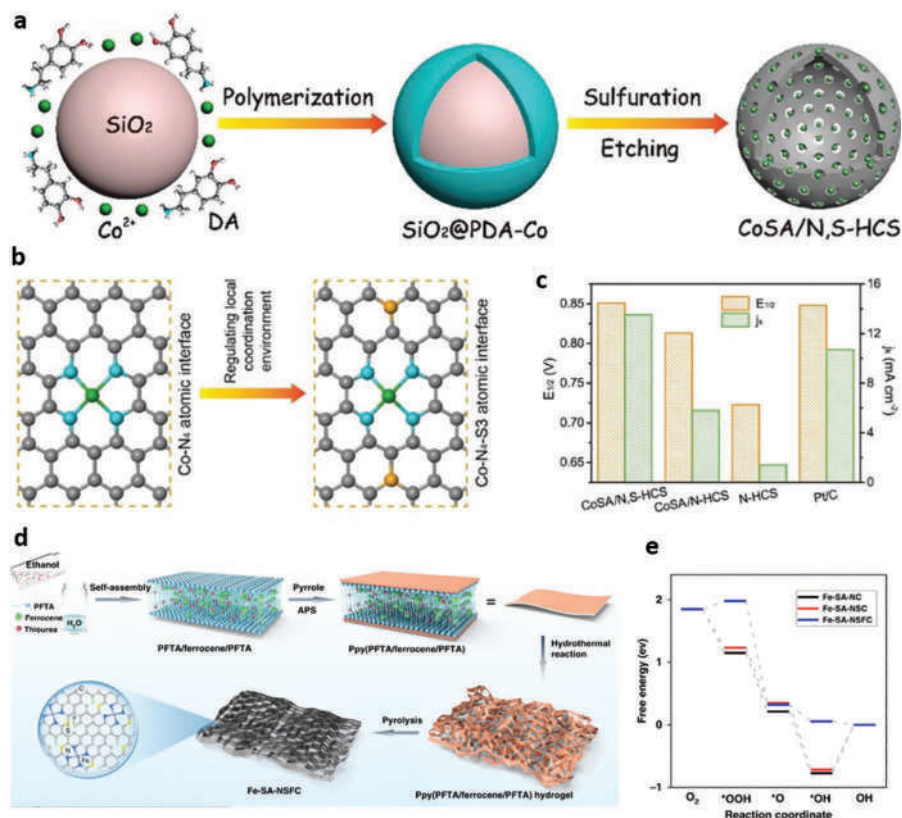 a
SiO₂
Co²⁺
DA
Polymerization
SiO₂@PDA-Co
Sulfuration
Etching
CoSA/N,S-HCS
b
Co-N₄ atomic interface
Regulating local
coordination
environment
Co-N₄-S3 atomic interface
c
E₁/₂ (V)
0.85
0.80
0.75
0.70
0.65
E₁/₂
jₖ
16
12
8
4
0
jₖ (mA cm⁻²)
CoSA/N,S-HCS
CoSA/N-HCS
N-HCS
Pt/C
d
Ethanol
PFTA
Ferrocene
Thiourea
H₂O
Self-assembly
PFTA/ferrocene/PFTA
Pyrrole
APS
Ppy(PFTA/ferrocene/PFTA)
=
Hydrothermal
reaction
Ppy(PFTA/ferrocene/PFTA) hydrogel
Pyrolysis
Fe-SA-NSFC
C
F
S
N
Fe
e
Free energy (ev)
2
1
0
−1
Fe-SA-NC
Fe-SA-NSC
Fe-SA-NSFC
O₂
*OOH
*O
*OH
OH
Reaction coordinate